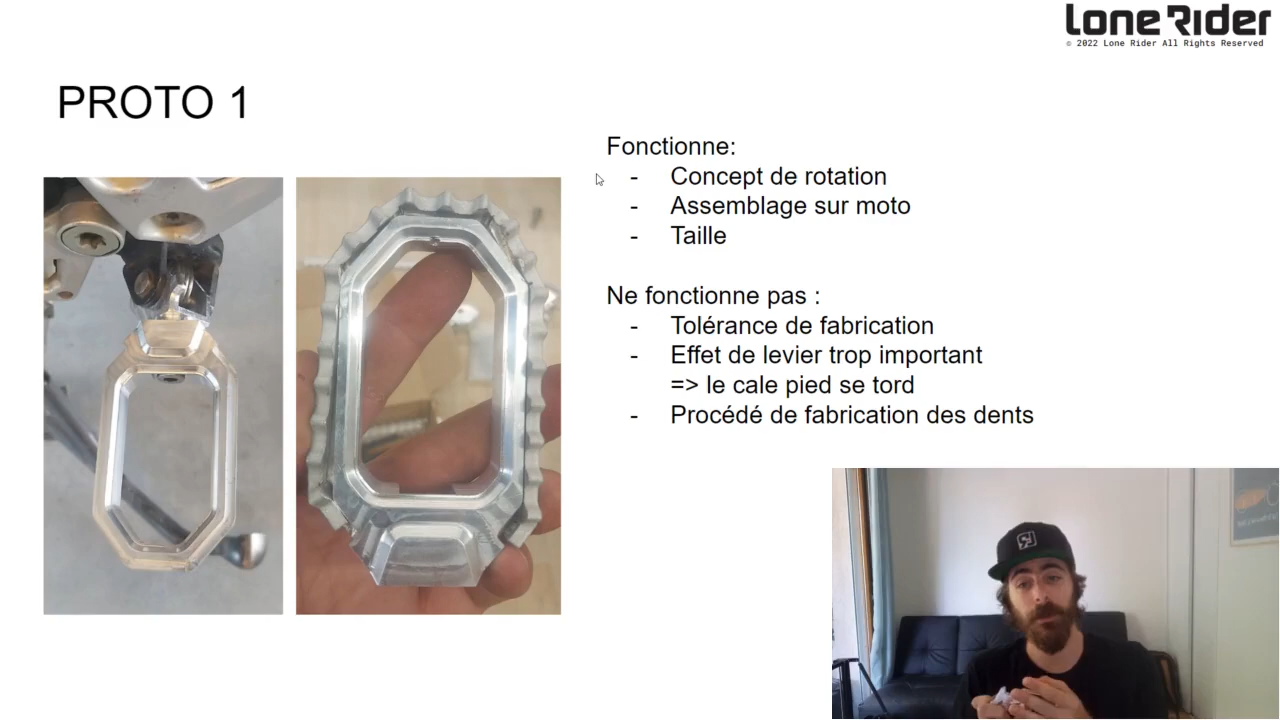 Lone Rider
© 2022 Lone Rider All Rights Reserved
PROTO 1
Fonctionne:
- Concept de rotation
- Assemblage sur moto
- Taille
Ne fonctionne pas :
- Tolérance de fabrication
- Effet de levier trop important
=> le cale pied se tord
- Procédé de fabrication des dents